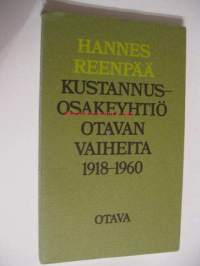 HANNES
REENPÄÄ
KUSTANNUS-
OSAKEYHTIÖ
OTAVAN
VAIHEITA
1918-1960
OTAVA